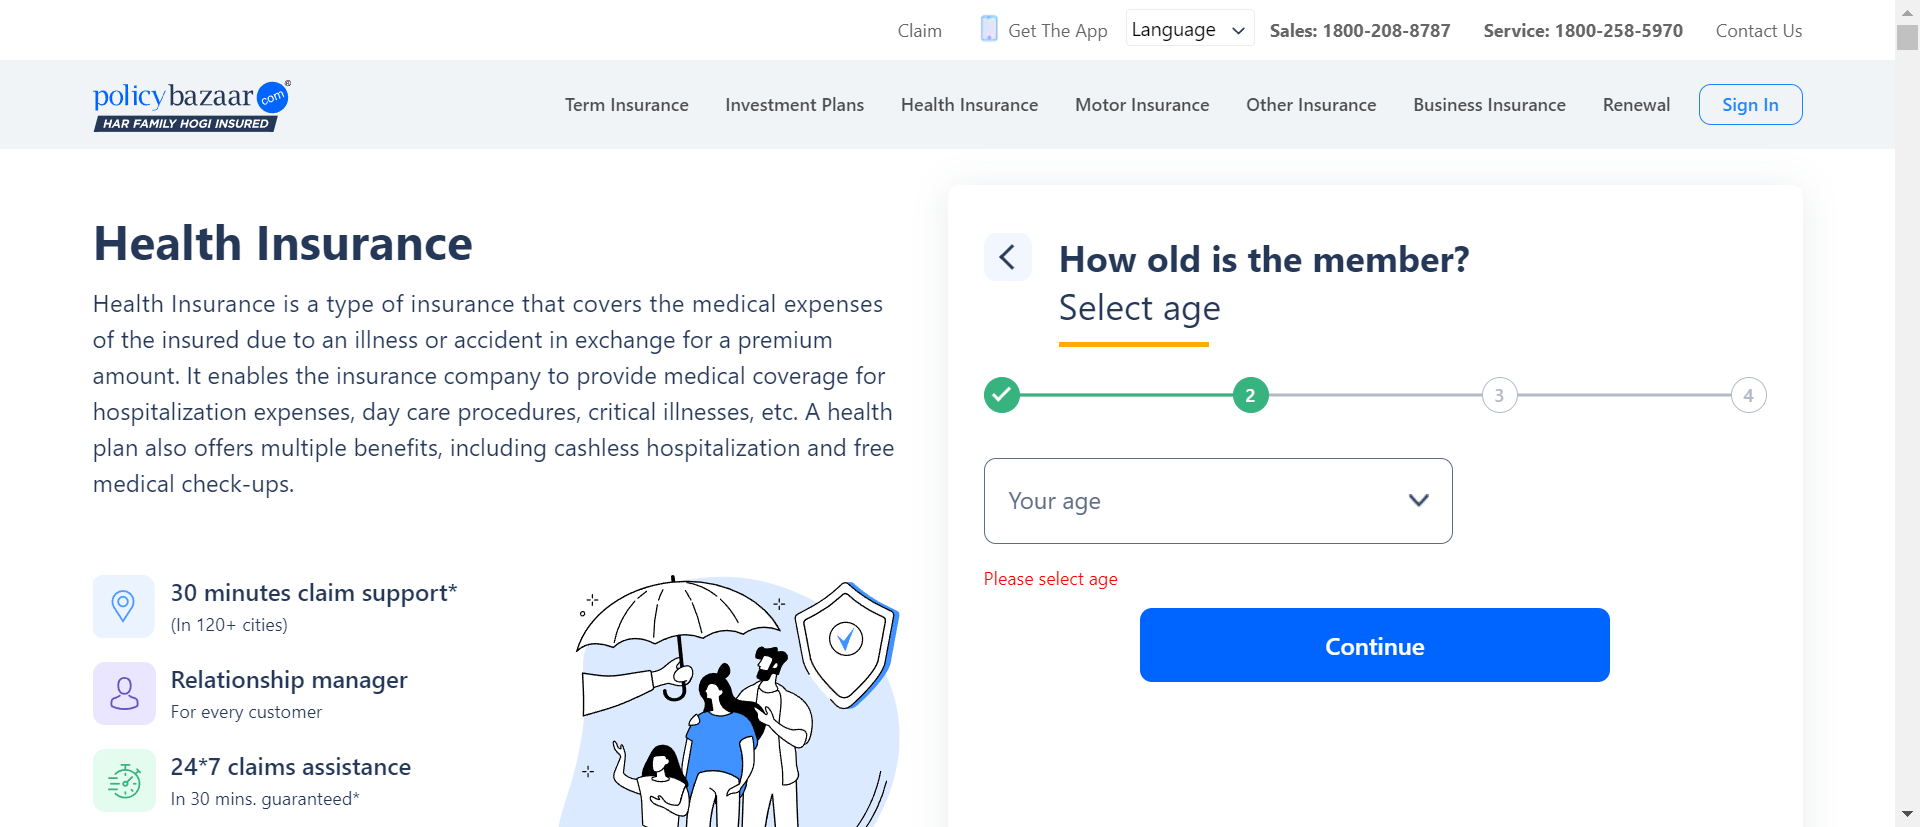 Claim
Get The App
Language
Sales: 1800-208-8787
Service: 1800-258-5970
Contact Us
policybazaar com ®
HAR FAMILY HOGI INSURED
Term Insurance
Investment Plans
Health Insurance
Motor Insurance
Other Insurance
Business Insurance
Renewal
Sign In
Health Insurance
Health Insurance is a type of insurance that covers the medical expenses
of the insured due to an illness or accident in exchange for a premium
amount. It enables the insurance company to provide medical coverage for
hospitalization expenses, day care procedures, critical illnesses, etc. A health
plan also offers multiple benefits, including cashless hospitalization and free
medical check-ups.
30 minutes claim support*
(In 120+ cities)
Relationship manager
For every customer
24*7 claims assistance
In 30 mins. guaranteed*
How old is the member?
Select age
2
3
4
Your age
Please select age
Continue